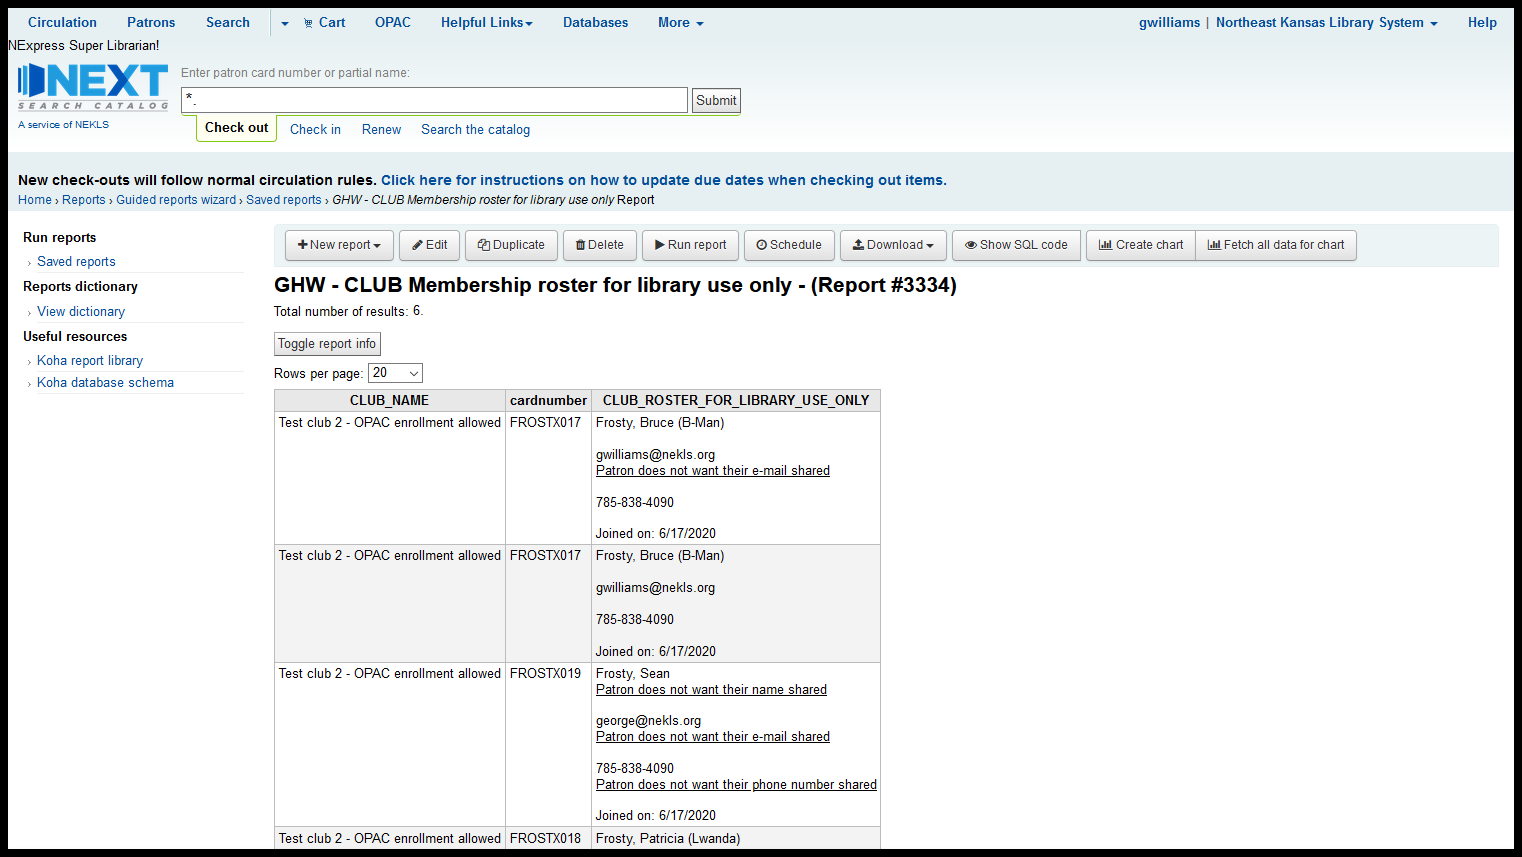 Circulation Patrons Search Cart OPAC Helpful Links Databases More gwilliams | Northeast Kansas Library System Help
NExpress Super Librarian!
NEXT
SEARCH CATALOG
A service of NEKLS
Enter patron card number or partial name:
*. Submit
Check out Check in Renew Search the catalog
New check-outs will follow normal circulation rules. Click here for instructions on how to update due dates when checking out items.
Home › Reports › Guided reports wizard › Saved reports › GHW - CLUB Membership roster for library use only Report
Run reports
› Saved reports
Reports dictionary
› View dictionary
Useful resources
› Koha report library
› Koha database schema
New report Edit Duplicate Delete Run report Schedule Download Show SQL code Create chart Fetch all data for chart
GHW - CLUB Membership roster for library use only - (Report #3334)
Total number of results: 6.
Toggle report info
Rows per page: 20
CLUB_NAME cardnumber CLUB_ROSTER_FOR_LIBRARY_USE_ONLY
Test club 2 - OPAC enrollment allowed FROSTX017 Frosty, Bruce (B-Man)
gwilliams@nekls.org
Patron does not want their e-mail shared
785-838-4090
Joined on: 6/17/2020
Test club 2 - OPAC enrollment allowed FROSTX017 Frosty, Bruce (B-Man)
gwilliams@nekls.org
785-838-4090
Joined on: 6/17/2020
Test club 2 - OPAC enrollment allowed FROSTX019 Frosty, Sean
Patron does not want their name shared
george@nekls.org
Patron does not want their e-mail shared
785-838-4090
Patron does not want their phone number shared
Joined on: 6/17/2020
Test club 2 - OPAC enrollment allowed FROSTX018 Frosty, Patricia (Lwanda)